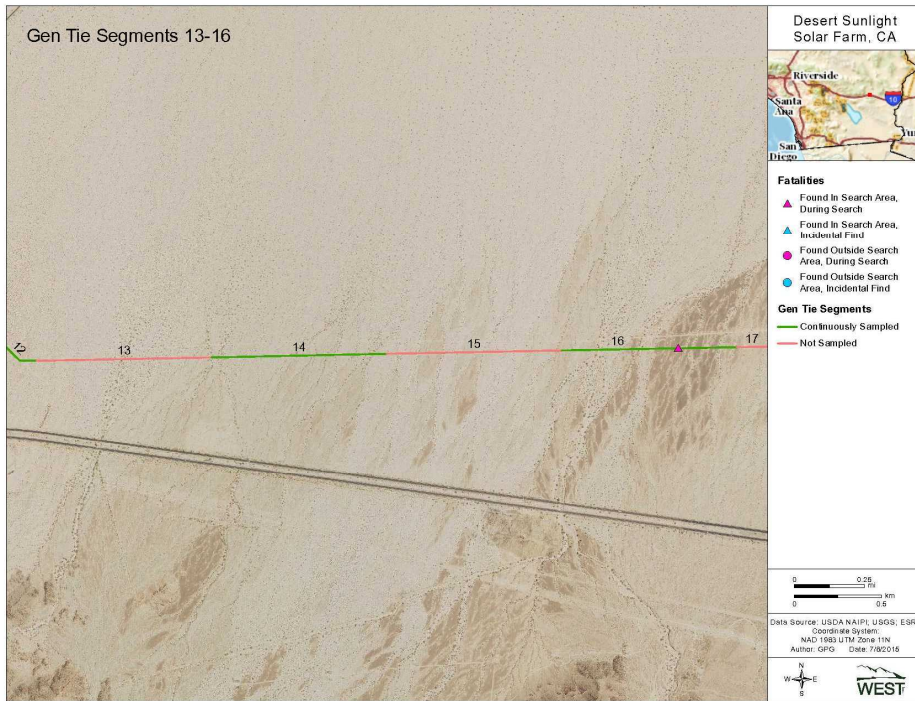 Gen Tie Segments 13-16
12
13
14
15
16
17
Desert Sunlight
Solar Farm, CA
Riverside
Santa
Ana
San
Diego
10
Yu
Fatalities
Found In Search Area,
During Search
Found In Search Area,
Incidental Find
Found Outside Search
Area, During Search
Found Outside Search
Area, Incidental Find
Gen Tie Segments
Continuously Sampled
Not Sampled
0 0.25
mi
km
0 0.5
Data Source: USDA NAIPI; USGS; ESR
Coordinate System:
NAD 1983 UTM Zone 11N
Author: GPG Date: 7/8/2015
N
W E
S
WEST